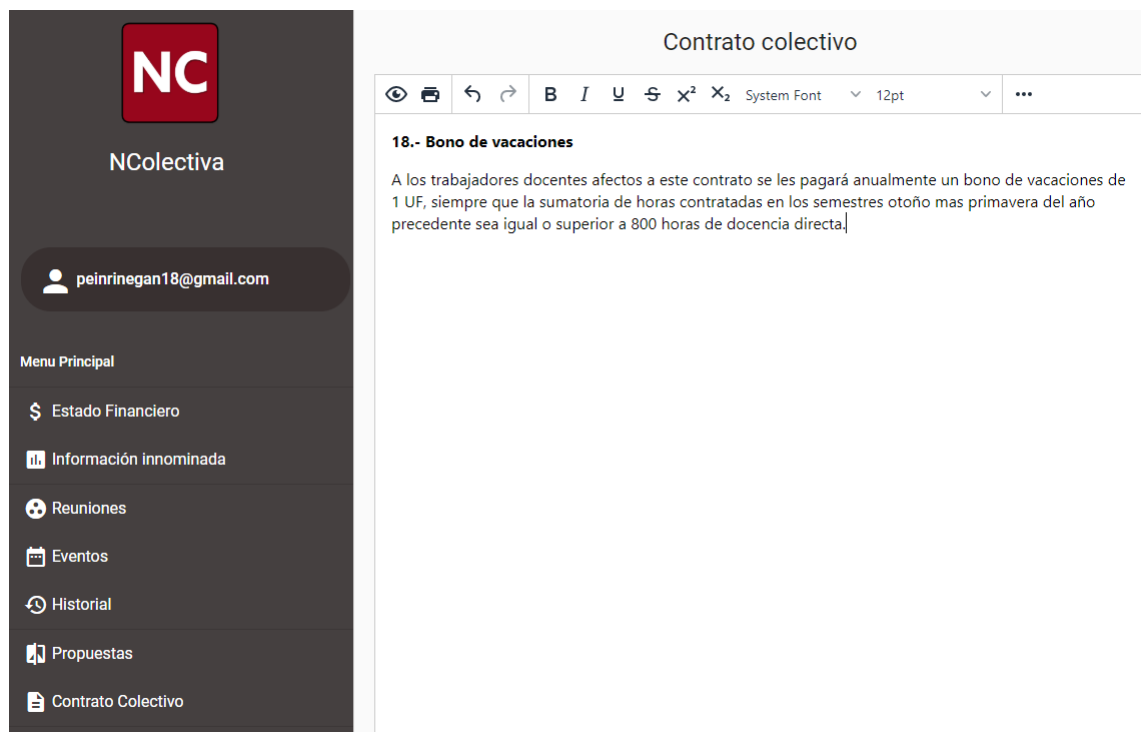 NC
NColectiva
peinrinegan18@gmail.com
Menu Principal
Estado Financiero
Información innominada
Reuniones
Eventos
Historial
Propuestas
Contrato Colectivo
Contrato colectivo
B I U S X² X₂ System Font 12pt
18.- Bono de vacaciones
A los trabajadores docentes afectos a este contrato se les pagará anualmente un bono de vacaciones de
1 UF, siempre que la sumatoria de horas contratadas en los semestres otoño mas primavera del año
precedente sea igual o superior a 800 horas de docencia directa.